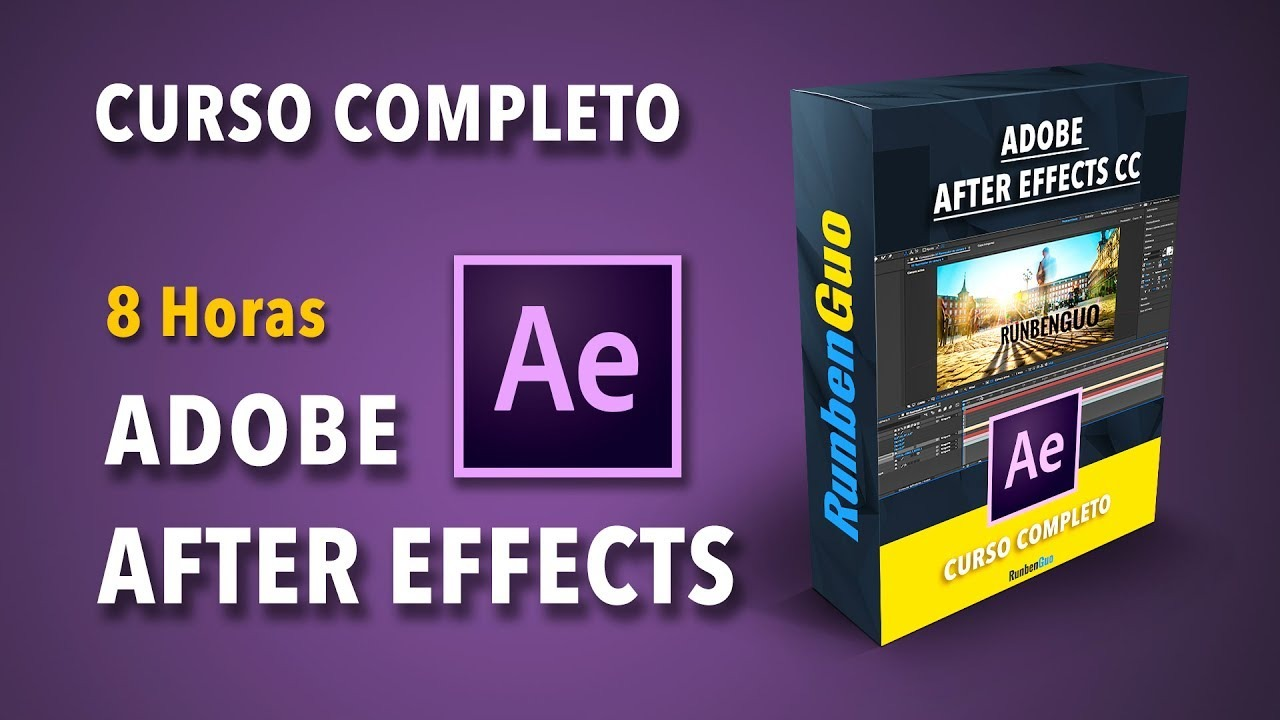 CURSO COMPLETO
8 Horas
ADOBE
AFTER EFFECTS
Ae
RunbenGuo
ADOBE
AFTER EFFECTS CC
RUNBENGUO
Ae
CURSO COMPLETO
RunbenGuo